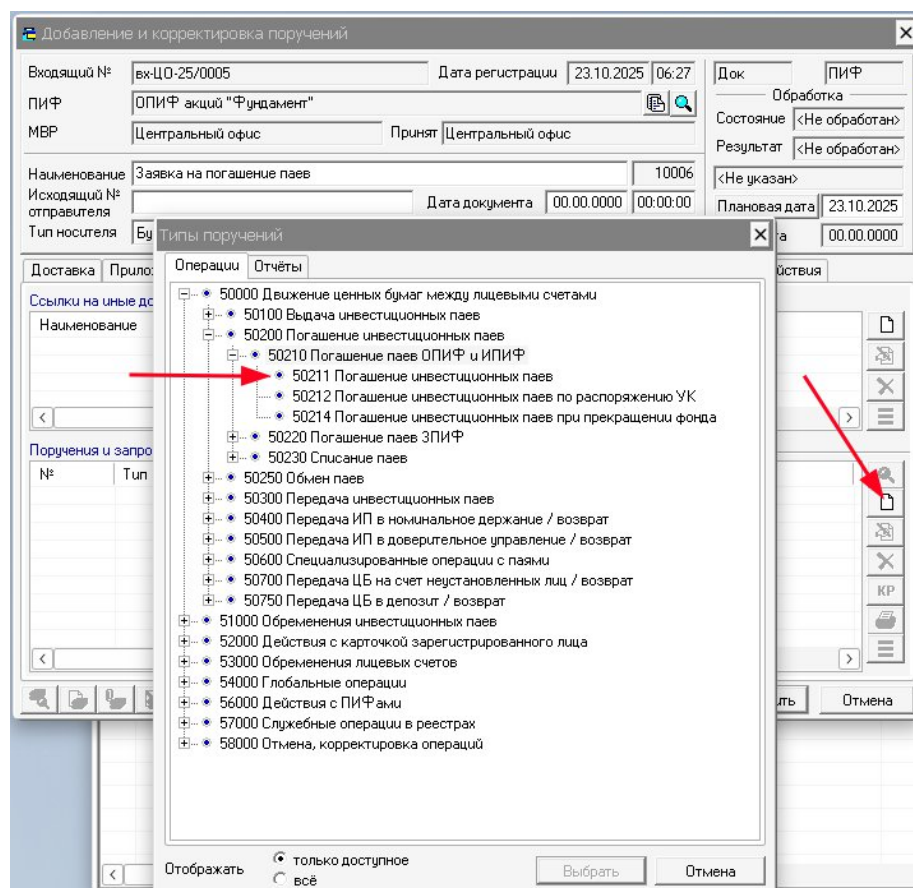 Добавление и корректировка поручений
Входящий № вх-ЦО-25/0005 Дата регистрации 23.10.2025 06:27 Док ПИФ
ПИФ ОПИФ акций "Фундамент" Обработка
Состояние <Не обработан>
МВР Центральный офис Принят Центральный офис
Результат <Не обработан>
Наименование Заявка на погашение паев 10006 <Не указан>
Исходящий № отправителя Дата документа 00.00.0000 00:00:00 Плановая дата 23.10.2025
Тип носителя Бу та 00.00.0000
Типы поручений
Доставка Прилож йствия
Операции Отчёты
Ссылки на иные до
Наименование
50000 Движение ценных бумаг между лицевыми счетами
50100 Выдача инвестиционных паев
50200 Погашение инвестиционных паев
50210 Погашение паев ОПИФ и ИПИФ
50211 Погашение инвестиционных паев
50212 Погашение инвестиционных паев по распоряжению УК
50214 Погашение инвестиционных паев при прекращении фонда
50220 Погашение паев ЗПИФ
50230 Списание паев
Поручения и запро
№ Тип
50250 Обмен паев
50300 Передача инвестиционных паев
50400 Передача ИП в номинальное держание / возврат
50500 Передача ИП в доверительное управление / возврат
50600 Специализированные операции с паями
50700 Передача ЦБ на счет неустановленных лиц / возврат
50750 Передача ЦБ в депозит / возврат
51000 Обременения инвестиционных паев
52000 Действия с карточкой зарегистрированного лица
53000 Обременения лицевых счетов
54000 Глобальные операции
56000 Действия с ПИФами
57000 Служебные операции в реестрах
58000 Отмена, корректировка операций
КР
ить Отмена
Отображать только доступное
всё
Выбрать Отмена